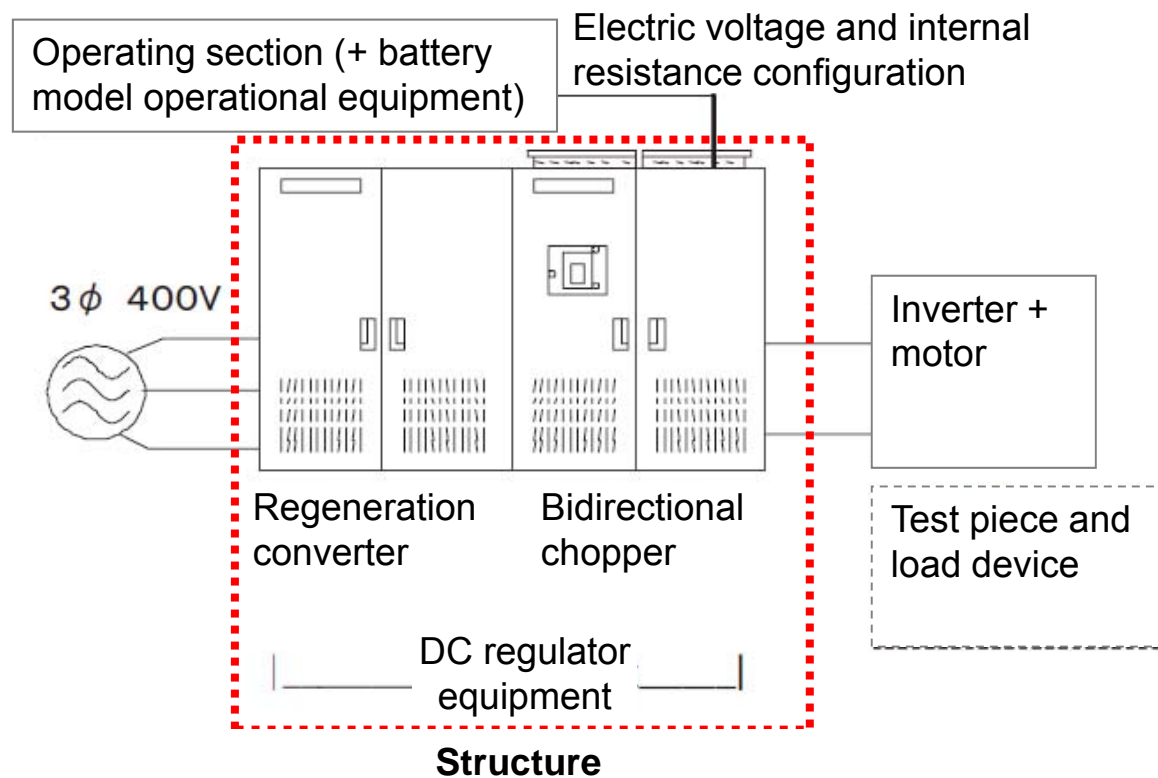 Operating section (+ battery
model operational equipment)
Electric voltage and internal
resistance configuration
3φ 400V
Inverter +
motor
Regeneration
converter
Bidirectional
chopper
Test piece and
load device
DC regulator
equipment
Structure